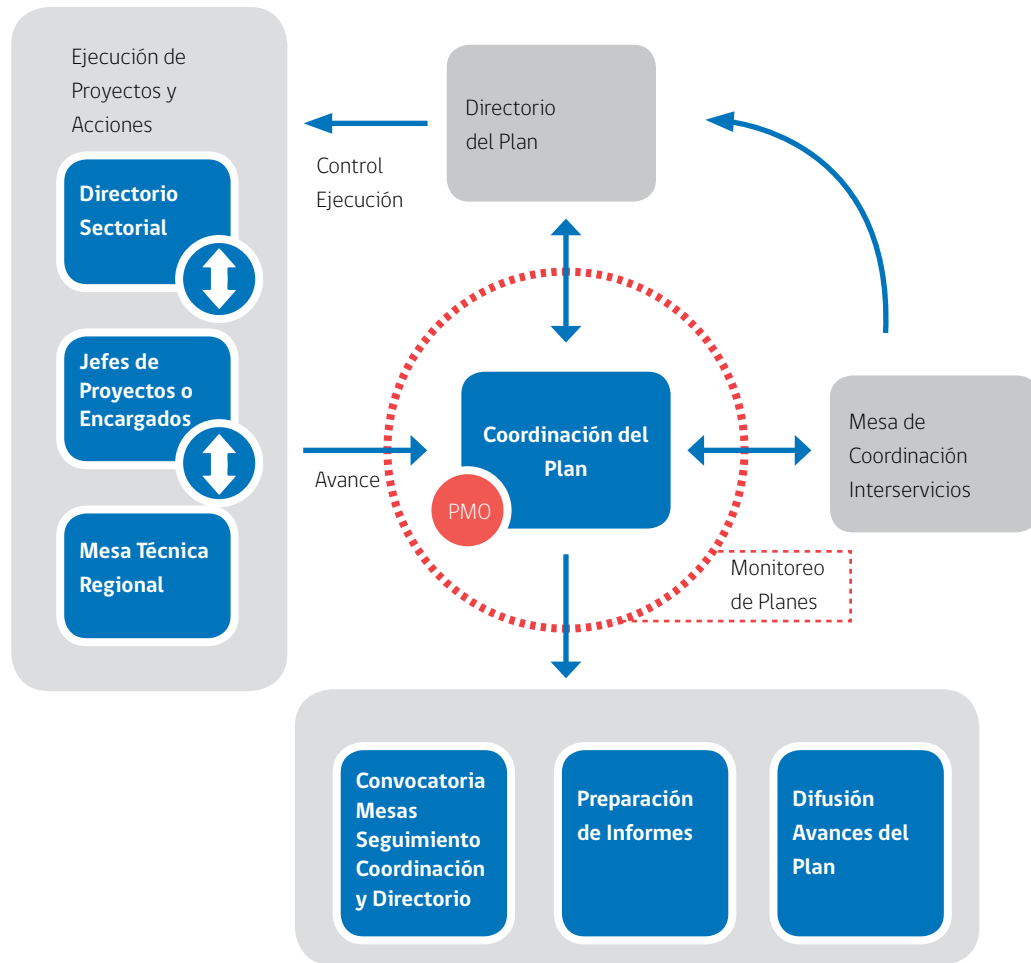 Ejecución de
Proyectos y
Acciones
Directorio
Sectorial
Jefes de
Proyectos o
Encargados
Mesa Técnica
Regional
Control
Ejecución
Avance
Directorio
del Plan
Coordinación del
Plan
PMO
Mesa de
Coordinación
Interservicios
Monitoreo
de Planes
Convocatoria
Mesas
Seguimiento
Coordinación
y Directorio
Preparación
de Informes
Difusión
Avances del
Plan